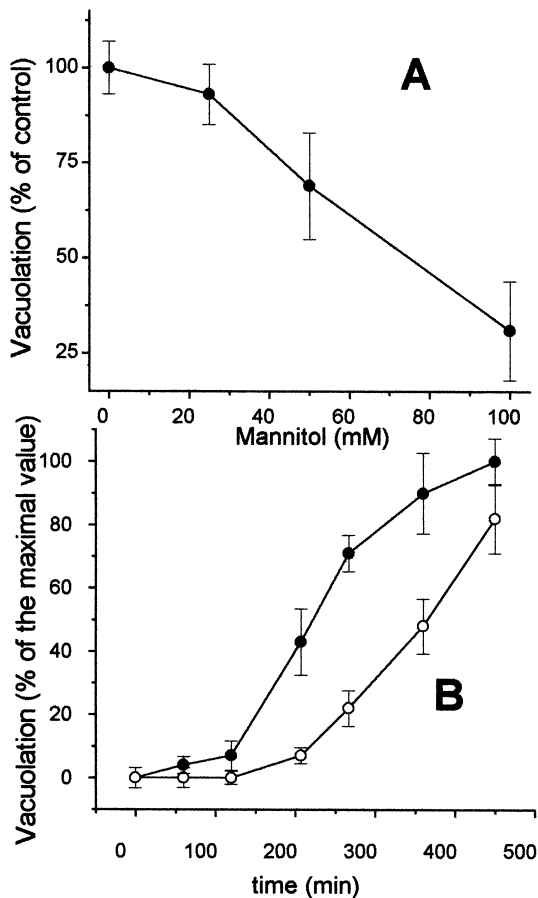 A
Vacuolation (% of control)
100
75
50
25
0 20 40 60 80 100
Mannitol (mM)
B
Vacuolation (% of the maximal value)
100
80
60
40
20
0
0 100 200 300 400 500
time (min)